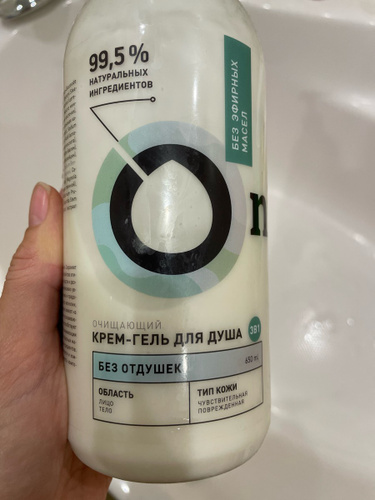 99,5%
НАТУРАЛЬНЫХ
ИНГРЕДИЕНТОВ
БЕЗ ЭФИРНЫХ
МАСЕЛ
n
ОЧИЩАЮЩИЙ
КРЕМ-ГЕЛЬ ДЛЯ ДУША
3В1
БЕЗ ОТДУШЕК
650 mL
ОБЛАСТЬ
ЛИЦО
ТЕЛО
ТИП КОЖИ
ЧУВСТВИТЕЛЬНАЯ
ПОВРЕЖДЕННАЯ